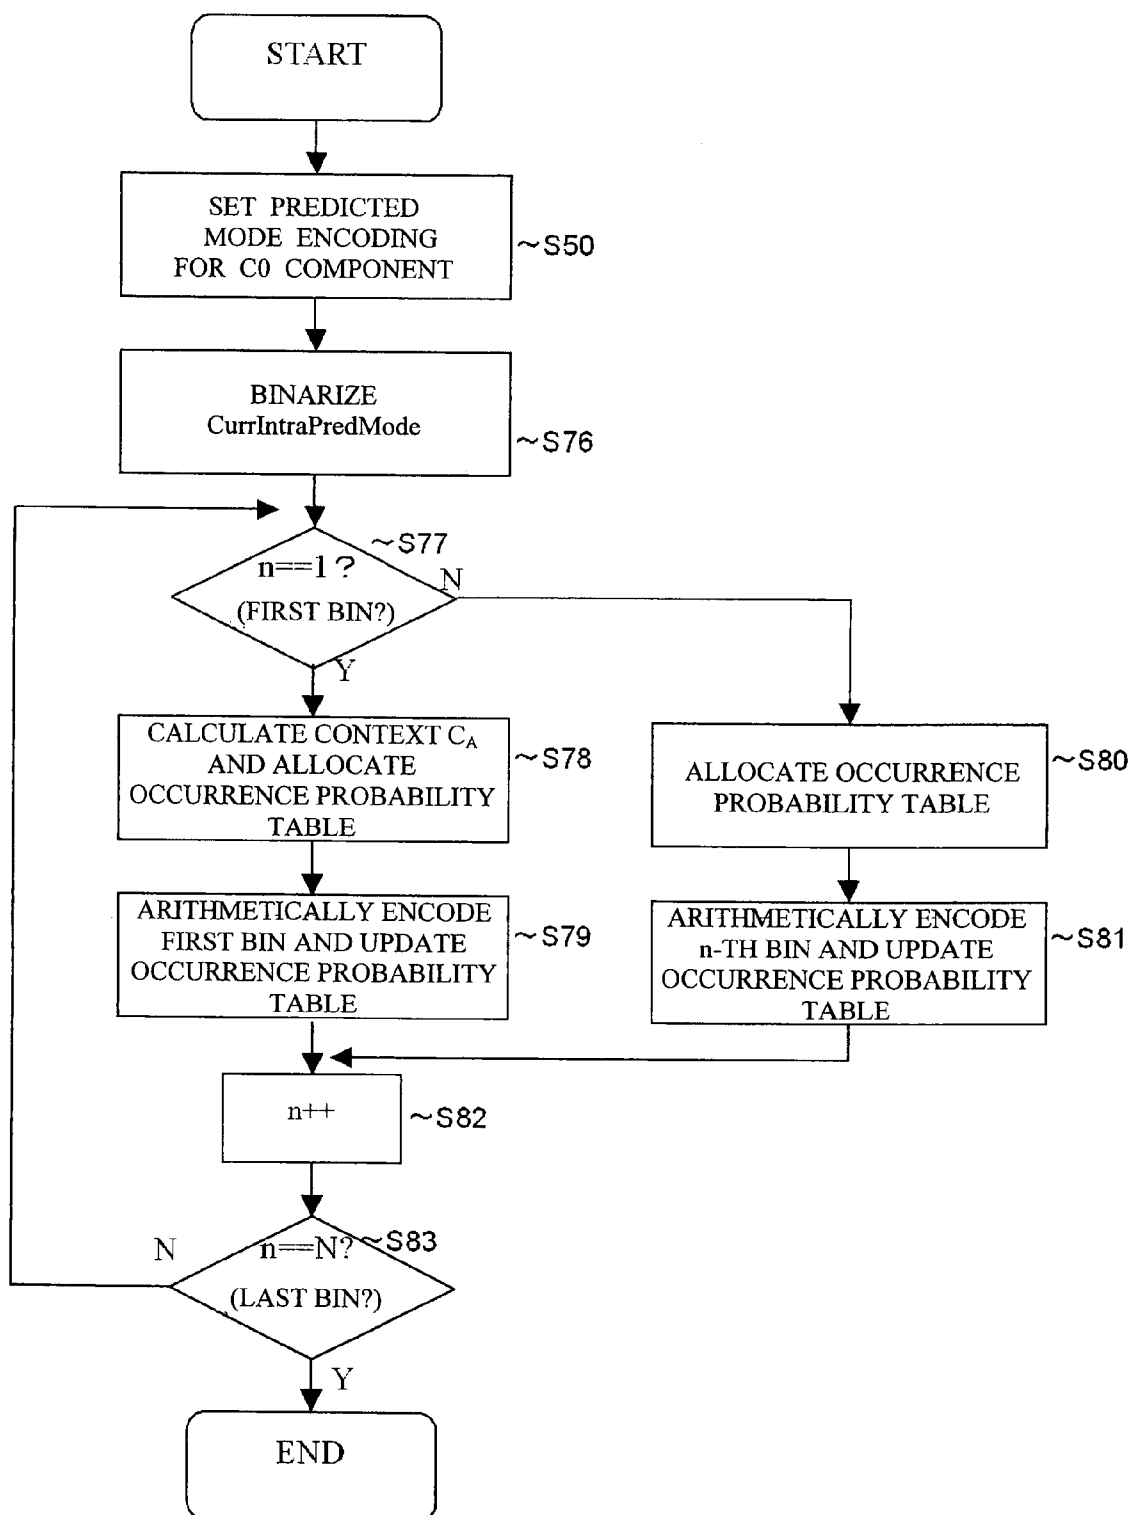 START
SET PREDICTED
MODE ENCODING
FOR C0 COMPONENT
~S50
BINARIZE
CurrIntraPredMode
~S76
~S77
n==1?
(FIRST BIN?)
N
Y
CALCULATE CONTEXT CA
AND ALLOCATE
OCCURRENCE PROBABILITY
TABLE
~S78
ALLOCATE OCCURRENCE
PROBABILITY TABLE
~S80
ARITHMETICALLY ENCODE
FIRST BIN AND UPDATE
OCCURRENCE PROBABILITY
TABLE
~S79
ARITHMETICALLY ENCODE
n-TH BIN AND UPDATE
OCCURRENCE PROBABILITY
TABLE
~S81
n++
~S82
N
n==N?
~S83
(LAST BIN?)
Y
END